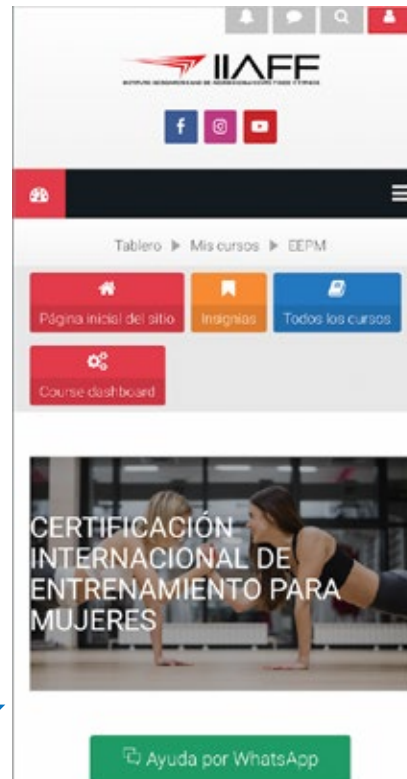 IIAFF
Tablero ▶ Mis cursos ▶ EEPM
Página inicial del sitio
Insignias
Todos los cursos
Course dashboard
CERTIFICACIÓN
INTERNACIONAL DE
ENTRENAMIENTO PARA
MUJERES
Ayuda por WhatsApp